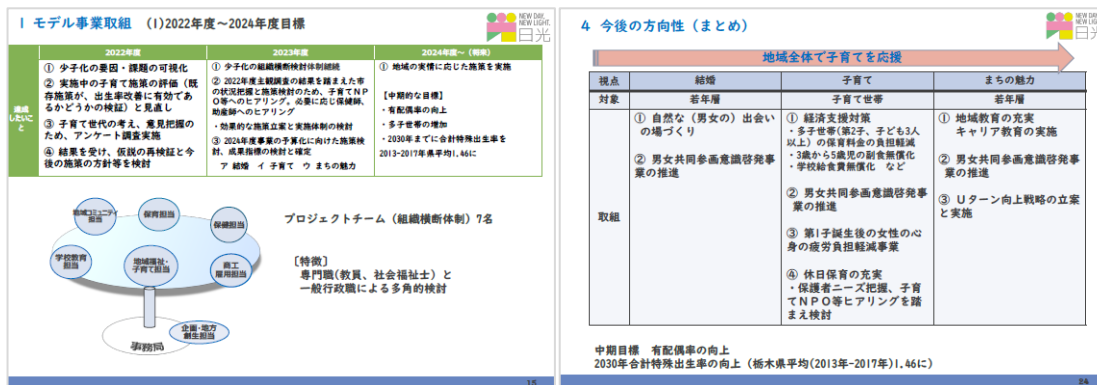 1 モデル事業取組 (1)2022年度~2024年度目標
NEW DAY,
NEW LIGHT.
日光
2022年度
2023年度
2024年度~(将来)
達成
したいこ
と
① 少子化の要因・課題の可視化
② 実施中の子育て施策の評価(既
存施策が、出生率改善に有効であ
るかどうかの検証)と見直し
③ 子育て世代の考え、意見把握の
ため、アンケート調査実施
④ 結果を受け、仮説の再検証と今
後の施策の方針等を検討
① 少子化の組織横断検討体制継続
② 2022年度主観調査の結果を踏まえた市
の状況把握と施策検討のため、子育てNP
O等へのヒアリング。必要に応じ保健師、
助産師へのヒアリング
・効果的な施策立案と実施体制の検討
③ 2024年度事業の予算化に向けた施策検
討、成果指標の検討と確定
ア 結婚 イ 子育て ウ まちの魅力
① 地域の実情に応じた施策を実施
【中期的な目標】
・有配偶率の向上
・多子世帯の増加
・2030年までに合計特殊出生率を
2013-2017年県平均1.46に
地域コミュニティ
担当
保育担当
保健担当
学校教育
担当
地域福祉・
子育て担当
商工
雇用担当
企画・地方
創生担当
事務局
プロジェクトチーム(組織横断体制)7名
〔特徴〕
専門職(教員、社会福祉士)と
一般行政職による多角的検討
15
4 今後の方向性(まとめ)
NEW DAY,
NEW LIGHT.
日光
地域全体で子育てを応援
視点
結婚
子育て
まちの魅力
対象
若年層
子育て世帯
若年層
取組
① 自然な(男女の)出会い
の場づくり
② 男女共同参画意識啓発事
業の推進
① 経済支援対策
・多子世帯(第2子、子ども3人
以上)の保育料金の負担軽減
・3歳から5歳児の副食無償化
・学校給食費無償化 など
② 男女共同参画意識啓発事
業の推進
③ 第1子誕生後の女性の心
身の疲労負担軽減事業
④ 休日保育の充実
・保護者ニーズ把握、子育
てNPO等ヒアリングを踏
まえ検討
① 地域教育の充実
キャリア教育の実施
② 男女共同参画意識啓発事
業の推進
③ Uターン向上戦略の立案
と実施
中期目標 有配偶率の向上
2030年合計特殊出生率の向上(栃木県平均(2013年-2017年)1.46に)
24